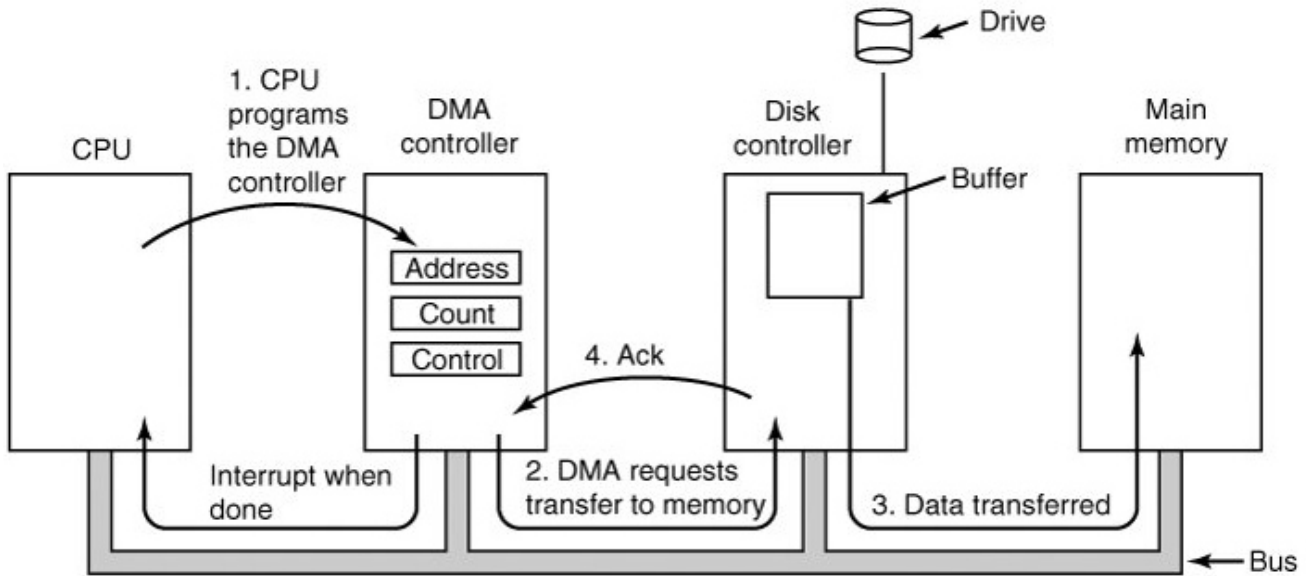 Drive
1. CPU
programs
the DMA
controller
CPU
DMA
controller
Disk
controller
Main
memory
Buffer
Address
Count
Control
4. Ack
Interrupt when
done
2. DMA requests
transfer to memory
3. Data transferred
Bus